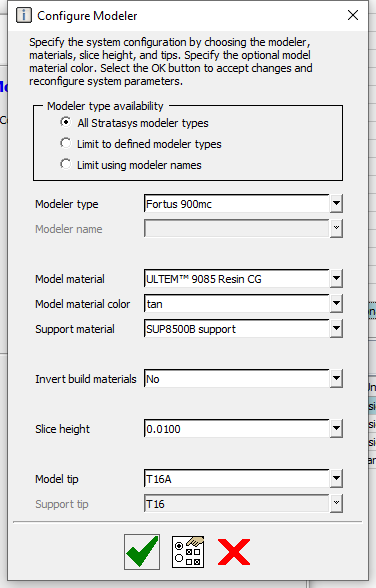 Configure Modeler
Specify the system configuration by choosing the modeler,
materials, slice height, and tips. Specify the optional model
material color. Select the OK button to accept changes and
reconfigure system parameters.
Modeler type availability
All Stratasys modeler types
Limit to defined modeler types
Limit using modeler names
Modeler type Fortus 900mc
Modeler name
Model material ULTEM™ 9085 Resin CG
Model material color tan
Support material SUP8500B support
Invert build materials No
Slice height 0.0100
Model tip T16A
Support tip T16